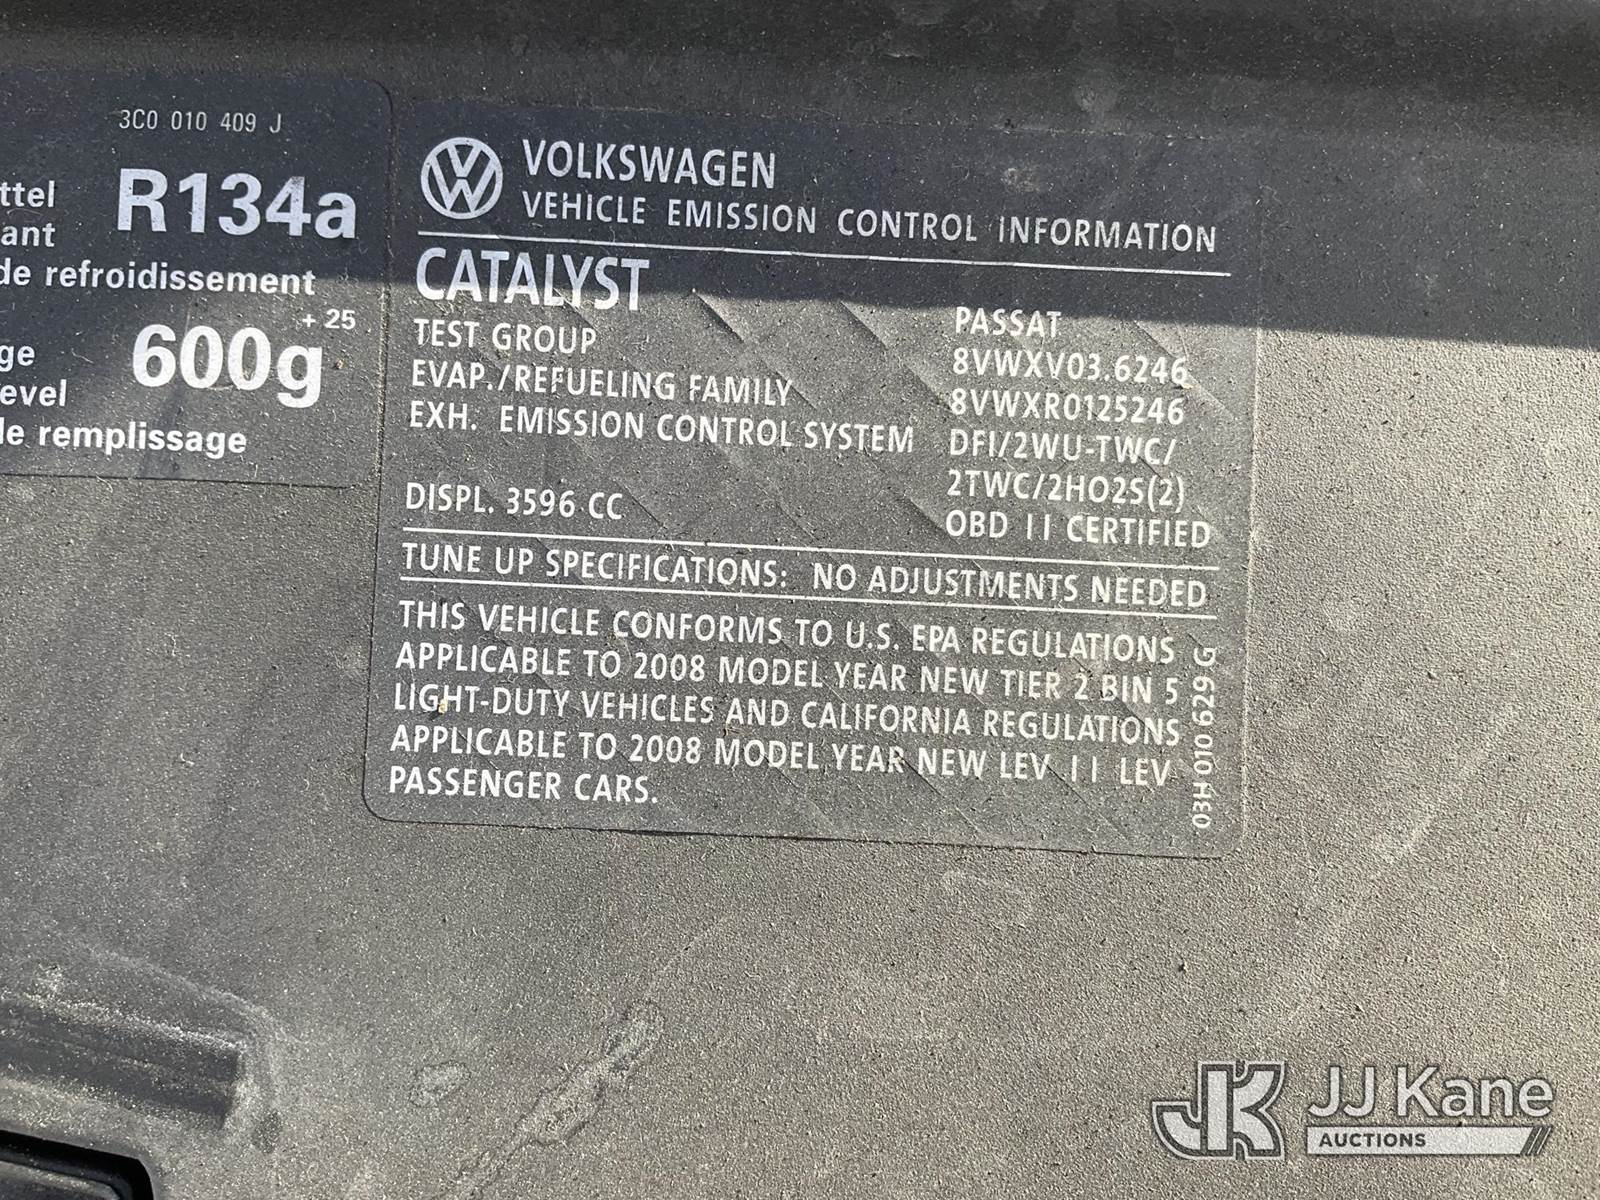 3C0 010 409 J
ttel
ant
R134a
de refroidissement
ge
evel
600g
+ 25
de remplissage
VOLKSWAGEN
VEHICLE EMISSION CONTROL INFORMATION
CATALYST
PASSAT
TEST GROUP 8VWXV03.6246
EVAP./REFUELING FAMILY 8VWXR0125246
EXH. EMISSION CONTROL SYSTEM DFI/2WU-TWC/
2TWC/2HO2S(2)
DISPL. 3596 CC OBD II CERTIFIED
TUNE UP SPECIFICATIONS: NO ADJUSTMENTS NEEDED
THIS VEHICLE CONFORMS TO U.S. EPA REGULATIONS
APPLICABLE TO 2008 MODEL YEAR NEW TIER 2 BIN 5
LIGHT-DUTY VEHICLES AND CALIFORNIA REGULATIONS
APPLICABLE TO 2008 MODEL YEAR NEW LEV II LEV
PASSENGER CARS.
03H010929 G
JK JJ Kane
AUCTIONS